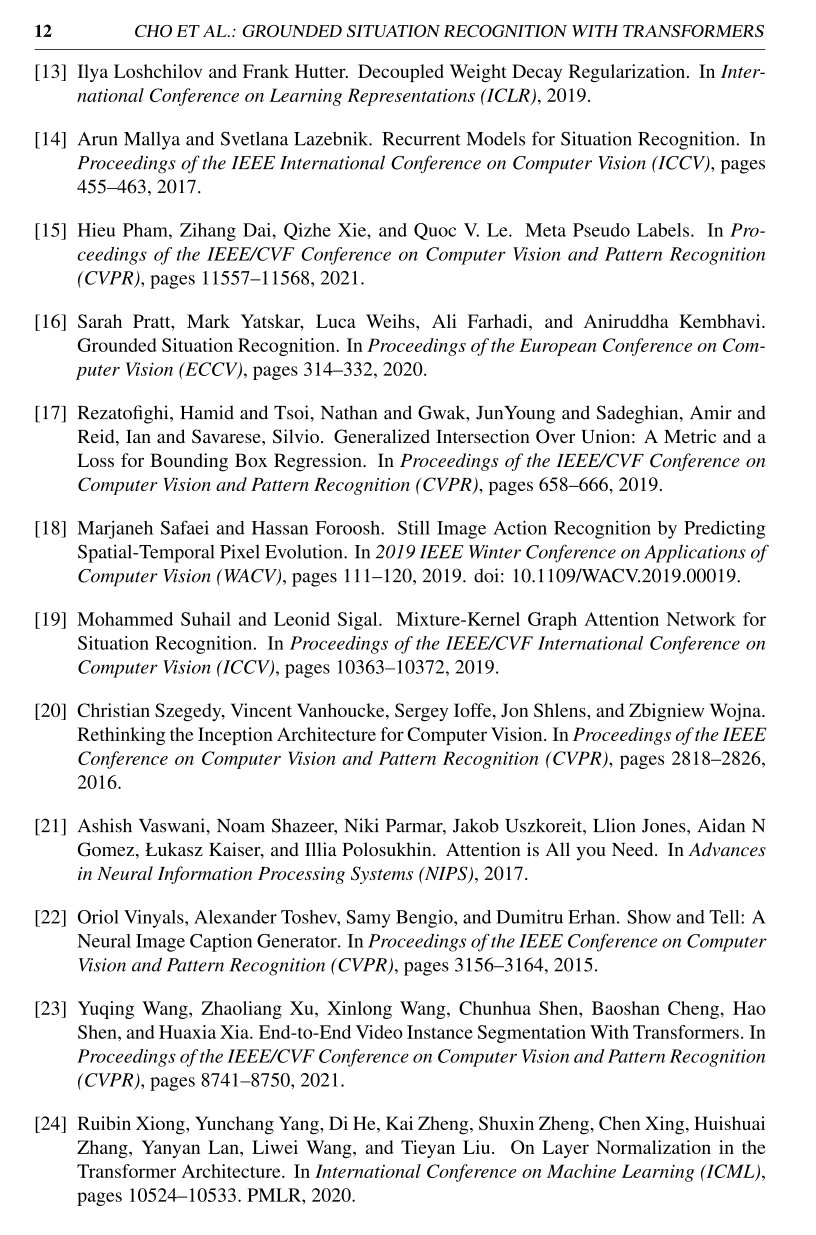 12 CHO ET AL.: GROUNDED SITUATION RECOGNITION WITH TRANSFORMERS
[13] Ilya Loshchilov and Frank Hutter. Decoupled Weight Decay Regularization. In Inter-
national Conference on Learning Representations (ICLR), 2019.
[14] Arun Mallya and Svetlana Lazebnik. Recurrent Models for Situation Recognition. In
Proceedings of the IEEE International Conference on Computer Vision (ICCV), pages
455–463, 2017.
[15] Hieu Pham, Zihang Dai, Qizhe Xie, and Quoc V. Le. Meta Pseudo Labels. In Pro-
ceedings of the IEEE/CVF Conference on Computer Vision and Pattern Recognition
(CVPR), pages 11557–11568, 2021.
[16] Sarah Pratt, Mark Yatskar, Luca Weihs, Ali Farhadi, and Aniruddha Kembhavi.
Grounded Situation Recognition. In Proceedings of the European Conference on Com-
puter Vision (ECCV), pages 314–332, 2020.
[17] Rezatofighi, Hamid and Tsoi, Nathan and Gwak, JunYoung and Sadeghian, Amir and
Reid, Ian and Savarese, Silvio. Generalized Intersection Over Union: A Metric and a
Loss for Bounding Box Regression. In Proceedings of the IEEE/CVF Conference on
Computer Vision and Pattern Recognition (CVPR), pages 658–666, 2019.
[18] Marjaneh Safaei and Hassan Foroosh. Still Image Action Recognition by Predicting
Spatial-Temporal Pixel Evolution. In 2019 IEEE Winter Conference on Applications of
Computer Vision (WACV), pages 111–120, 2019. doi: 10.1109/WACV.2019.00019.
[19] Mohammed Suhail and Leonid Sigal. Mixture-Kernel Graph Attention Network for
Situation Recognition. In Proceedings of the IEEE/CVF International Conference on
Computer Vision (ICCV), pages 10363–10372, 2019.
[20] Christian Szegedy, Vincent Vanhoucke, Sergey Ioffe, Jon Shlens, and Zbigniew Wojna.
Rethinking the Inception Architecture for Computer Vision. In Proceedings of the IEEE
Conference on Computer Vision and Pattern Recognition (CVPR), pages 2818–2826,
2016.
[21] Ashish Vaswani, Noam Shazeer, Niki Parmar, Jakob Uszkoreit, Llion Jones, Aidan N
Gomez, Łukasz Kaiser, and Illia Polosukhin. Attention is All you Need. In Advances
in Neural Information Processing Systems (NIPS), 2017.
[22] Oriol Vinyals, Alexander Toshev, Samy Bengio, and Dumitru Erhan. Show and Tell: A
Neural Image Caption Generator. In Proceedings of the IEEE Conference on Computer
Vision and Pattern Recognition (CVPR), pages 3156–3164, 2015.
[23] Yuqing Wang, Zhaoliang Xu, Xinlong Wang, Chunhua Shen, Baoshan Cheng, Hao
Shen, and Huaxia Xia. End-to-End Video Instance Segmentation With Transformers. In
Proceedings of the IEEE/CVF Conference on Computer Vision and Pattern Recognition
(CVPR), pages 8741–8750, 2021.
[24] Ruibin Xiong, Yunchang Yang, Di He, Kai Zheng, Shuxin Zheng, Chen Xing, Huishuai
Zhang, Yanyan Lan, Liwei Wang, and Tieyan Liu. On Layer Normalization in the
Transformer Architecture. In International Conference on Machine Learning (ICML),
pages 10524–10533. PMLR, 2020.